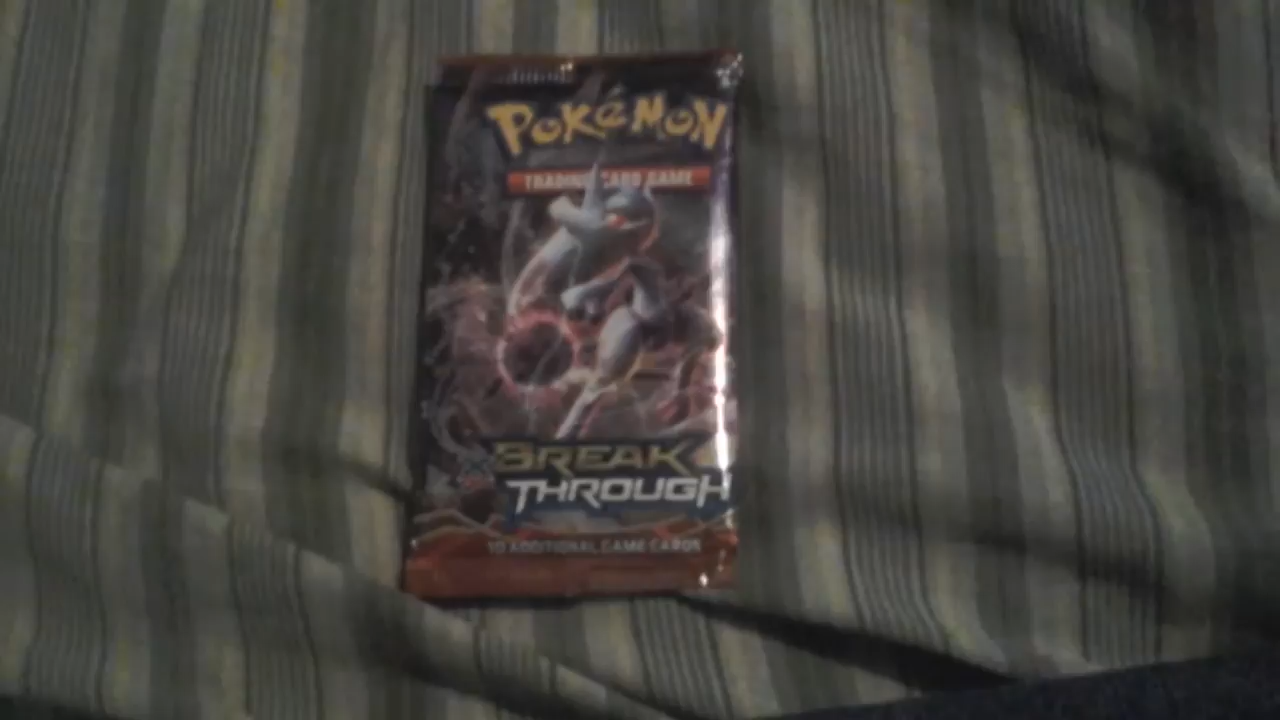 POKéMON
TRADING CARD GAME
BREAK
THROUGH
10 ADDITIONAL GAME CARDS